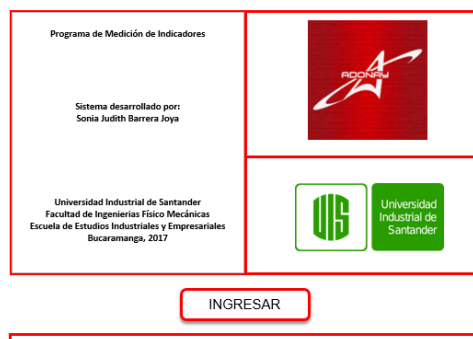 Programa de Medición de Indicadores
Sistema desarrollado por:
Sonia Judith Barrera Joya
Universidad Industrial de Santander
Facultad de Ingenierias Físico Mecánicas
Escuela de Estudios Industriales y Empresariales
Bucaramanga, 2017
ADONAY
UIS
Universidad
Industrial de
Santander
INGRESAR